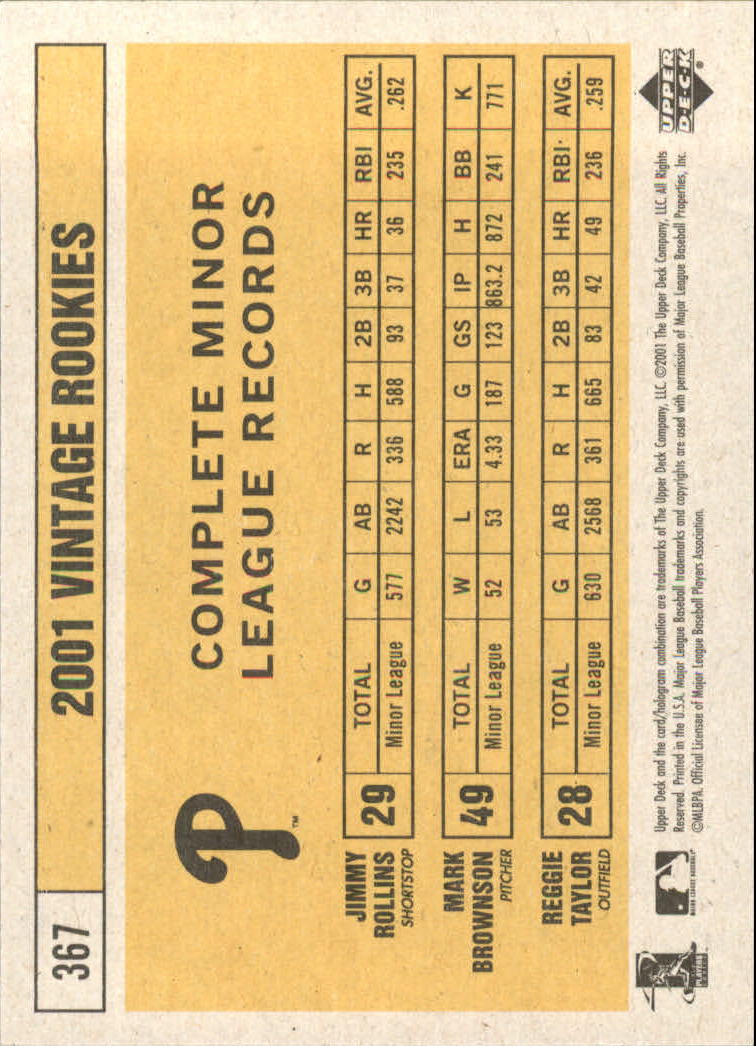 367 2001 VINTAGE ROOKIES
P™
COMPLETE MINOR
LEAGUE RECORDS
JIMMY
ROLLINS
SHORTSTOP
29
TOTAL G AB R H 2B 3B HR RBI AVG.
Minor League 577 2242 336 588 93 37 36 235 .262
MARK
BROWNSON
PITCHER
49
TOTAL W L ERA G GS IP H BB K
Minor League 52 53 4.33 187 123 863.2 872 241 771
REGGIE
TAYLOR
OUTFIELD
28
TOTAL G AB R H 2B 3B HR RBI AVG.
Minor League 630 2568 361 665 83 42 49 236 .259
PLAYERS
MAJOR LEAGUE BASEBALL
Upper Deck and the card/hologram combination are trademarks of The Upper Deck Company, LLC. ©2001 The Upper Deck Company, LLC. All Rights
Reserved. Printed in the U.S.A. Major League Baseball trademarks and copyrights are used with permission of Major League Baseball Properties, Inc.
©MLBPA. Official Licensee of Major League Baseball Players Association.
UPPER
D·E·C·K®